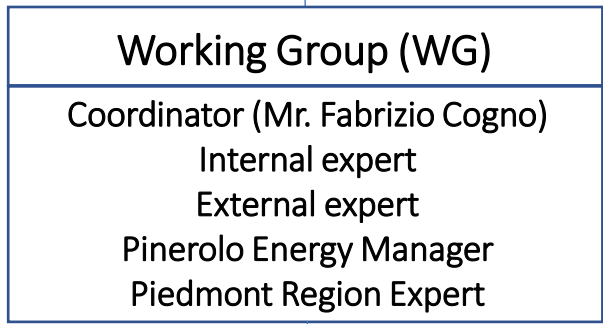 Working Group (WG)
Coordinator (Mr. Fabrizio Cogno)
Internal expert
External expert
Pinerolo Energy Manager
Piedmont Region Expert